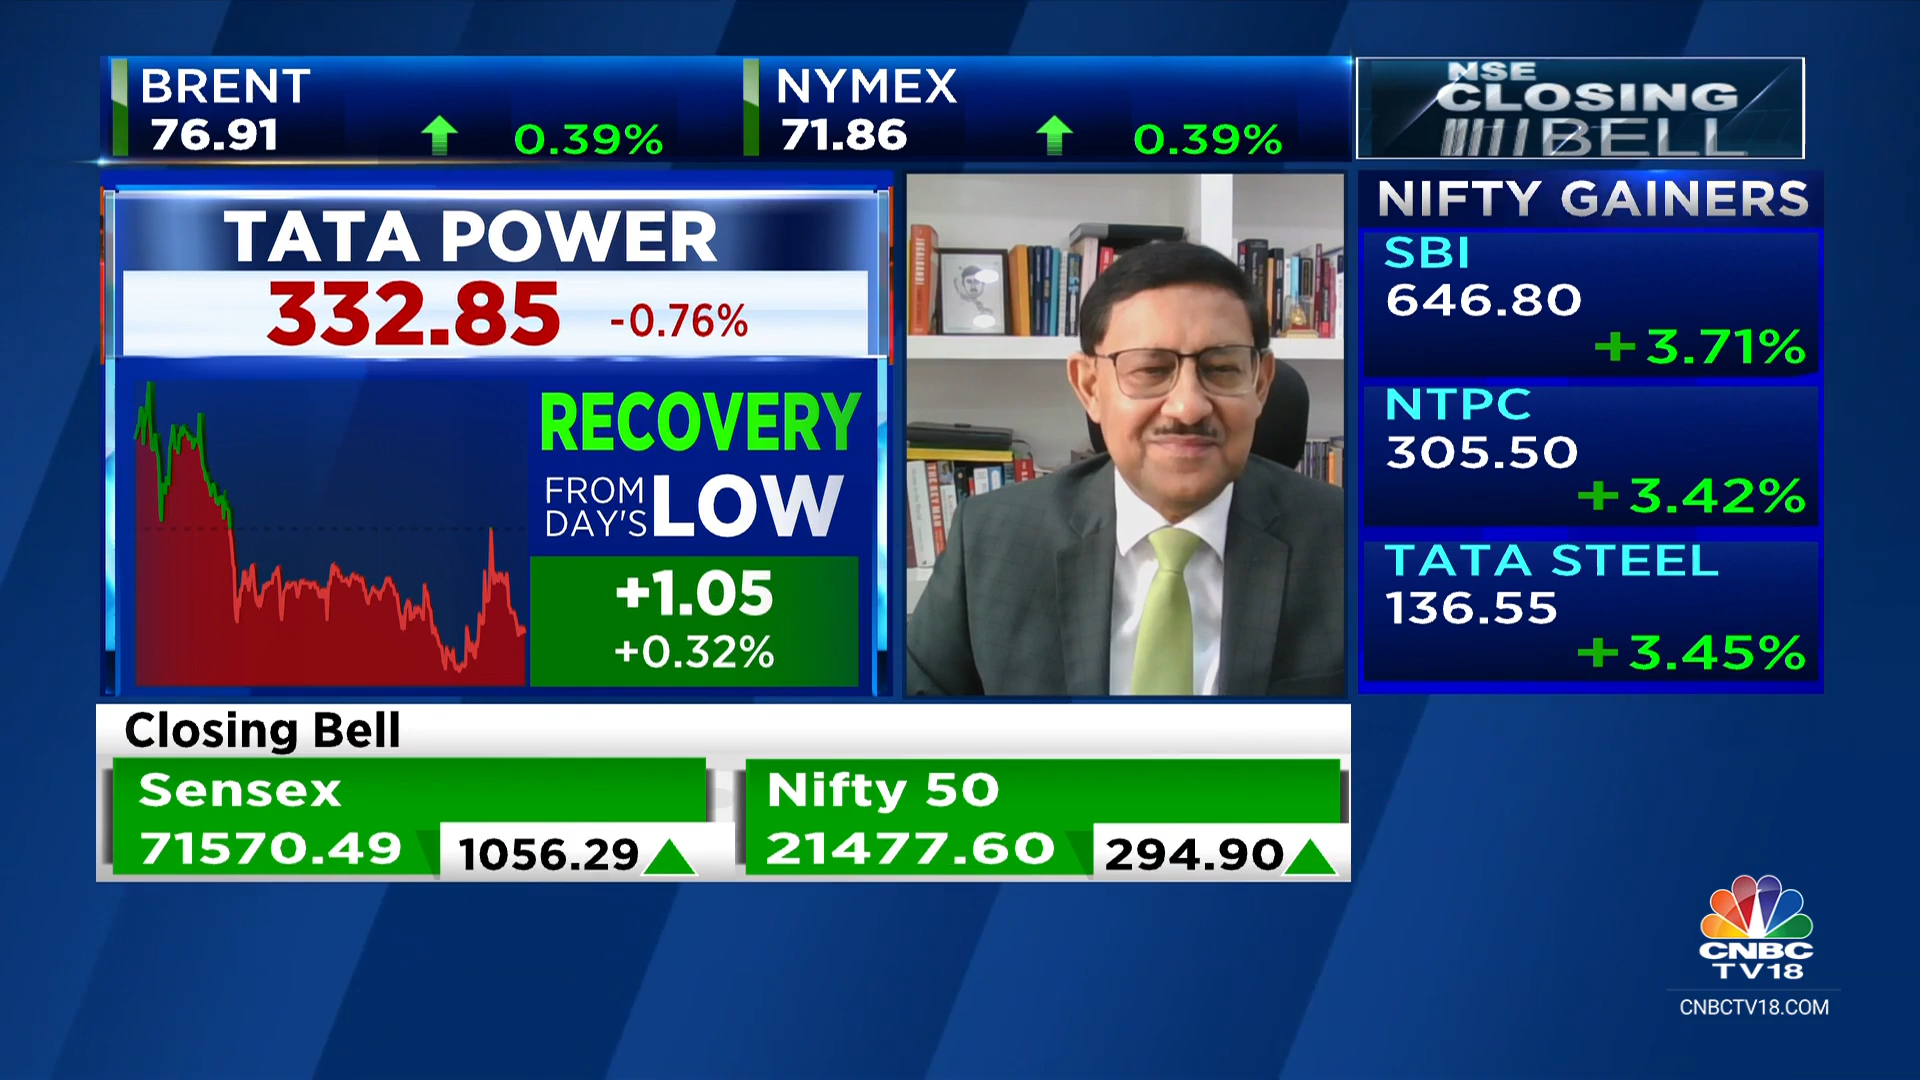 BRENT
76.91
0.39%
NYMEX
71.86
0.39%
NSE
CLOSING
BELL
TATA POWER
332.85 -0.76%
RECOVERY
FROM
DAY'S
LOW
+1.05
+0.32%
THE KEY MAN
NIFTY GAINERS
SBI
646.80
+3.71%
NTPC
305.50
+3.42%
TATA STEEL
136.55
+3.45%
Closing Bell
Sensex
71570.49
1056.29
Nifty 50
21477.60
294.90
CNBC
TV18
CNBCTV18.COM